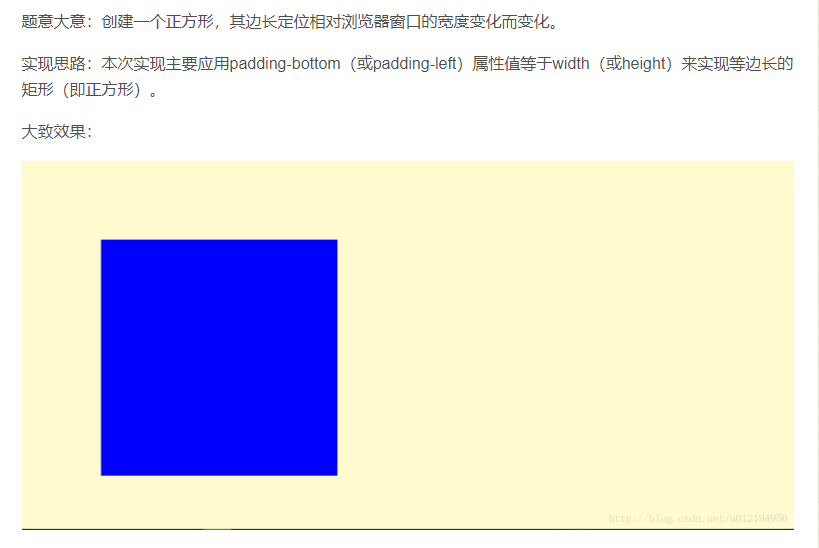 题意大意：创建一个正方形，其边长定位相对浏览器窗口的宽度变化而变化。
实现思路：本次实现主要应用padding-bottom（或padding-left）属性值等于width（或height）来实现等边长的
矩形（即正方形）。
大致效果：
http://blog.csdn.net/u012194956